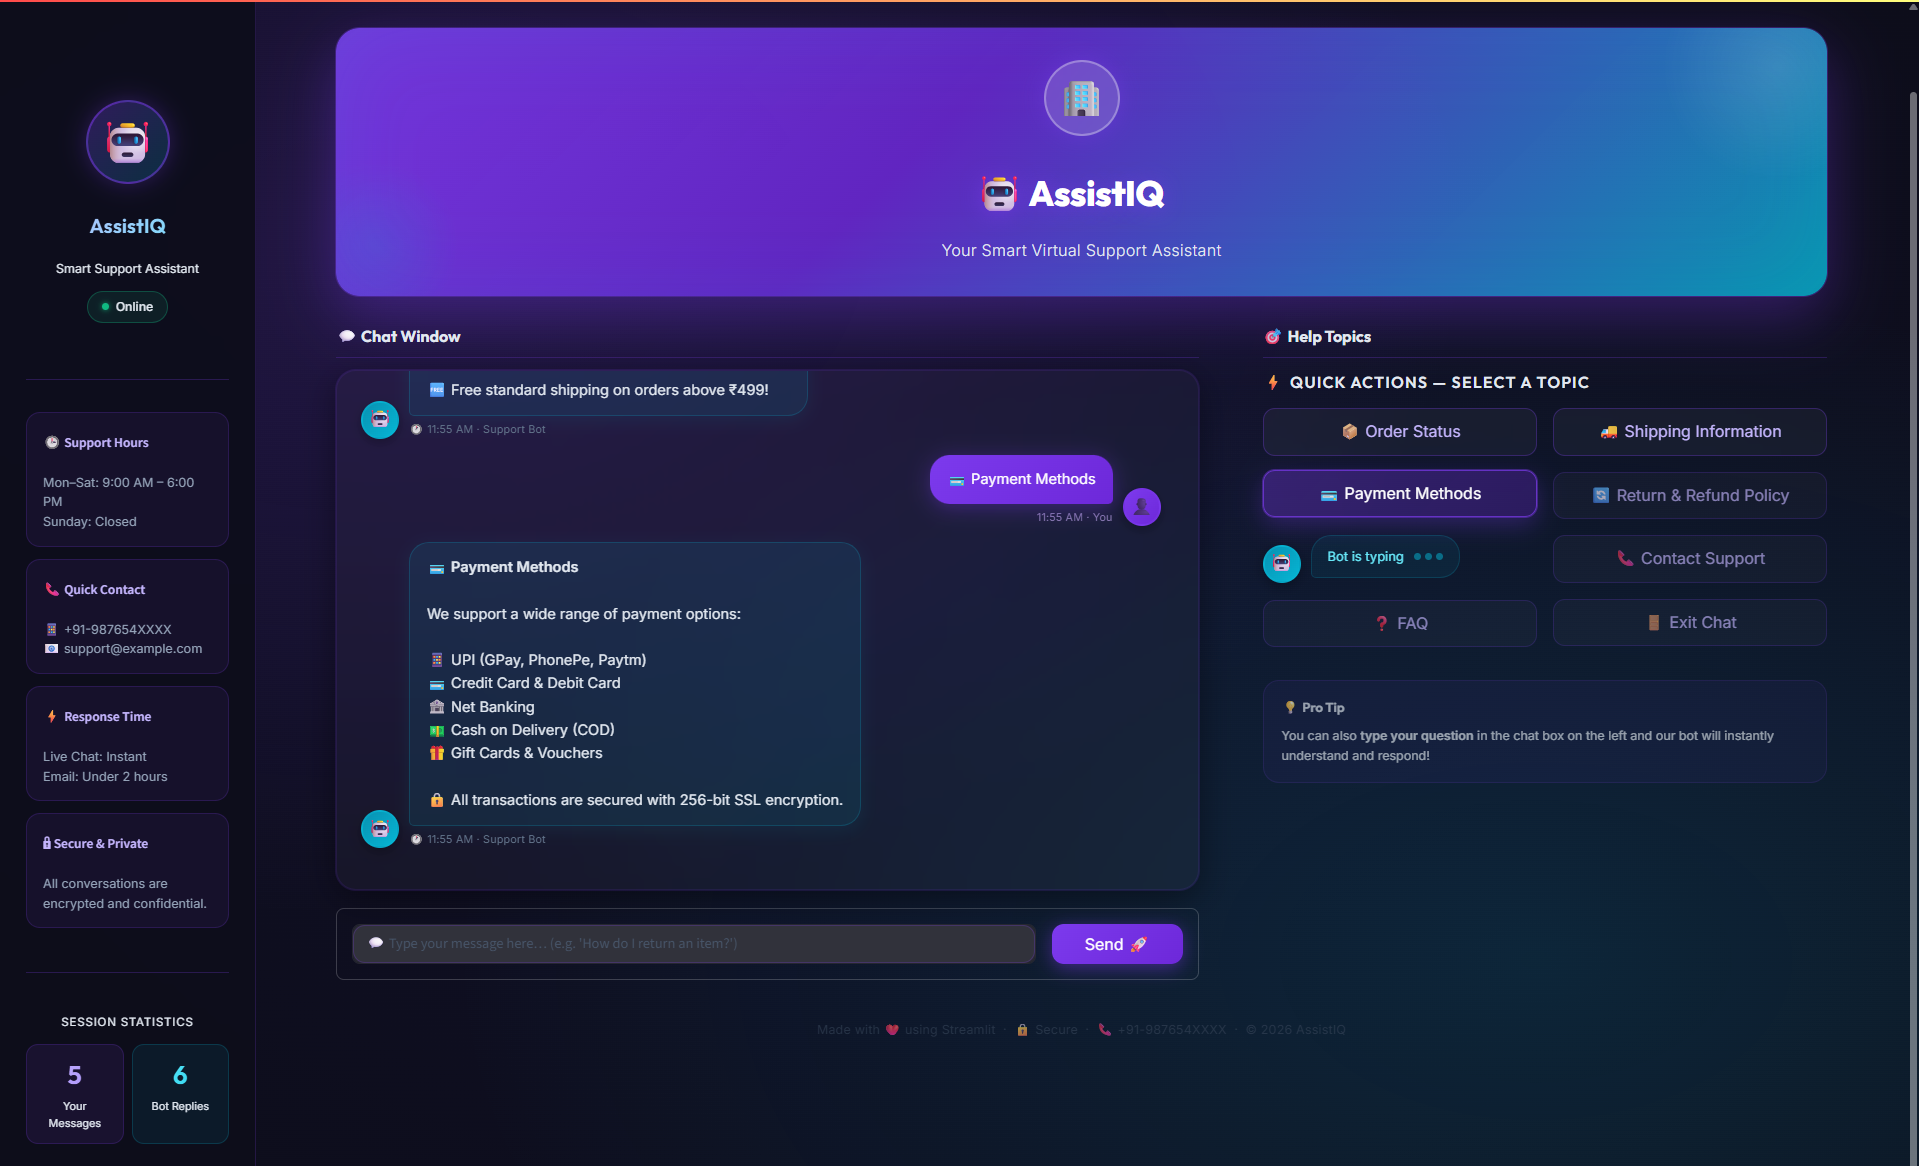 AssistIQ
Smart Support Assistant
Online
Support Hours
Mon–Sat: 9:00 AM – 6:00
PM
Sunday: Closed
Quick Contact
+91-987654XXXX
support@example.com
Response Time
Live Chat: Instant
Email: Under 2 hours
Secure & Private
All conversations are
encrypted and confidential.
SESSION STATISTICS
5
Your
Messages
6
Bot Replies
AssistIQ
Your Smart Virtual Support Assistant
Chat Window
FREE Free standard shipping on orders above ₹499!
11:55 AM · Support Bot
Payment Methods
11:55 AM · You
Payment Methods
We support a wide range of payment options:
UPI (GPay, PhonePe, Paytm)
Credit Card & Debit Card
Net Banking
Cash on Delivery (COD)
Gift Cards & Vouchers
All transactions are secured with 256-bit SSL encryption.
11:55 AM · Support Bot
Type your message here... (e.g. 'How do I return an item?')
Send
Help Topics
QUICK ACTIONS — SELECT A TOPIC
Order Status
Shipping Information
Payment Methods
Return & Refund Policy
Bot is typing
Contact Support
FAQ
Exit Chat
Pro Tip
You can also type your question in the chat box on the left and our bot will instantly
understand and respond!
Made with ❤️ using Streamlit · Secure · +91-987654XXXX · © 2026 AssistIQ